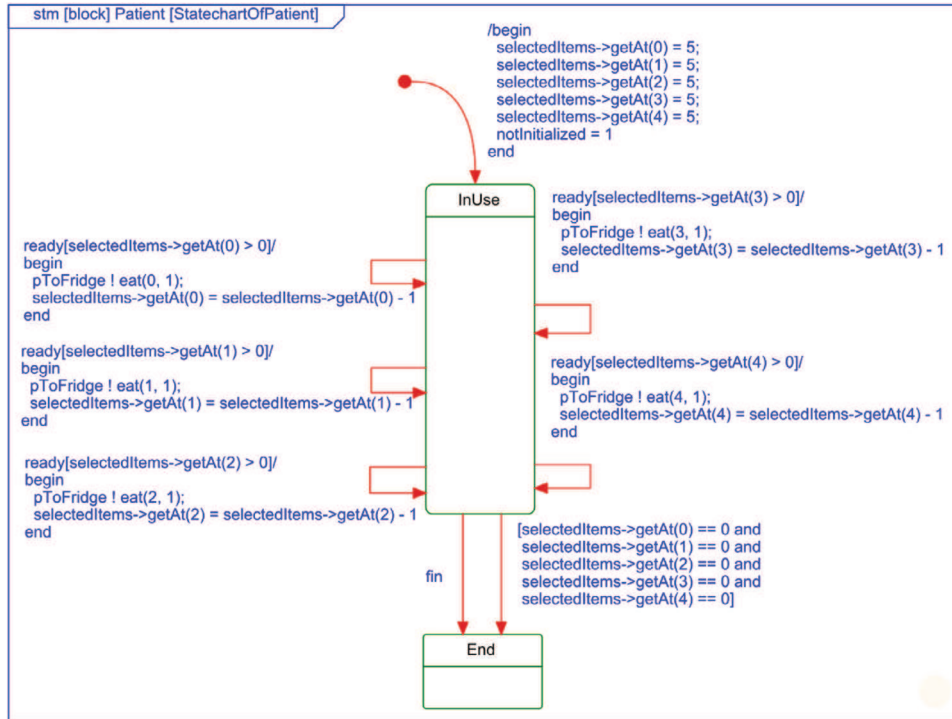 stm [block] Patient [StatechartOfPatient]
/begin
selectedItems->getAt(0) = 5;
selectedItems->getAt(1) = 5;
selectedItems->getAt(2) = 5;
selectedItems->getAt(3) = 5;
selectedItems->getAt(4) = 5;
notInitialized = 1
end
InUse
ready[selectedItems->getAt(0) > 0]/
begin
pToFridge ! eat(0, 1);
selectedItems->getAt(0) = selectedItems->getAt(0) - 1
end
ready[selectedItems->getAt(1) > 0]/
begin
pToFridge ! eat(1, 1);
selectedItems->getAt(1) = selectedItems->getAt(1) - 1
end
ready[selectedItems->getAt(2) > 0]/
begin
pToFridge ! eat(2, 1);
selectedItems->getAt(2) = selectedItems->getAt(2) - 1
end
ready[selectedItems->getAt(3) > 0]/
begin
pToFridge ! eat(3, 1);
selectedItems->getAt(3) = selectedItems->getAt(3) - 1
end
ready[selectedItems->getAt(4) > 0]/
begin
pToFridge ! eat(4, 1);
selectedItems->getAt(4) = selectedItems->getAt(4) - 1
end
fin
[selectedItems->getAt(0) == 0 and
selectedItems->getAt(1) == 0 and
selectedItems->getAt(2) == 0 and
selectedItems->getAt(3) == 0 and
selectedItems->getAt(4) == 0]
End